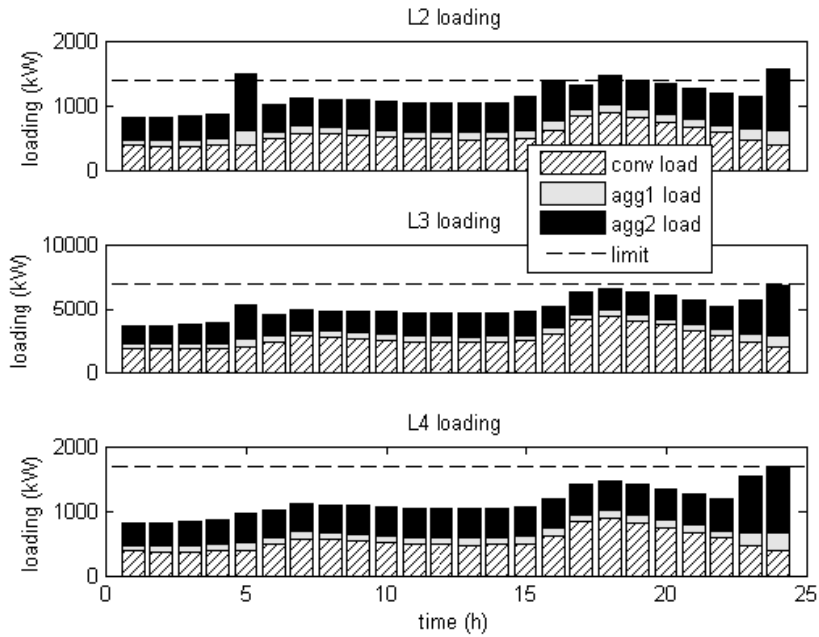 L2 loading
2000
1000
0
loading (kW)
conv load
agg1 load
agg2 load
limit
L3 loading
10000
5000
0
loading (kW)
L4 loading
2000
1000
0
loading (kW)
0 5 10 15 20 25
time (h)